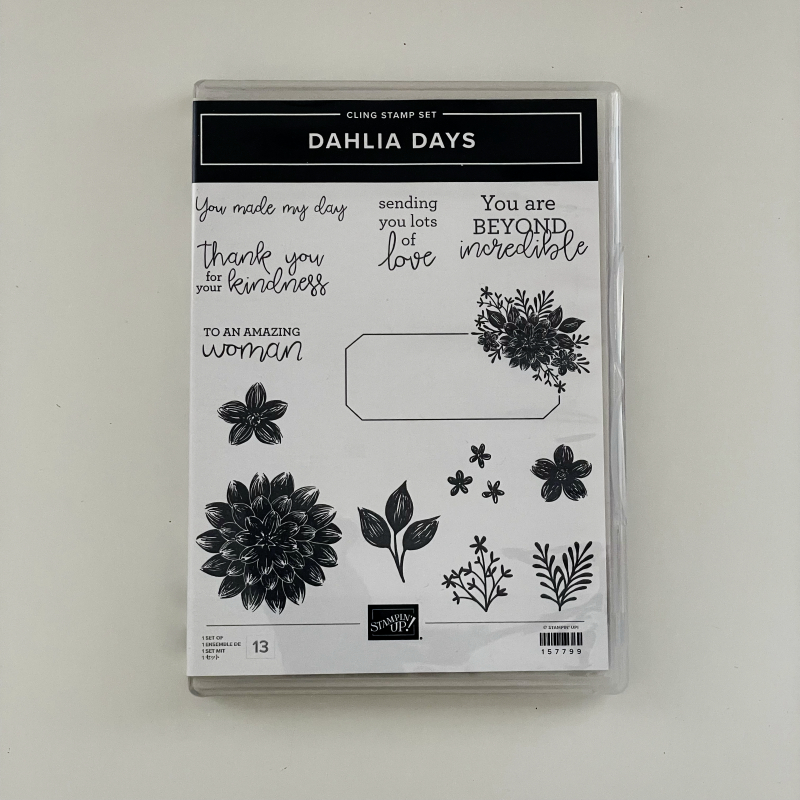 CLING STAMP SET
DAHLIA DAYS
You made my day
thank you
for
your kindness
TO AN AMAZING
woman
sending
you lots
of
love
You are
BEYOND
incredible
STAMPIN'
UP!
1 SET OF
1 ENSEMBLE DE
1 SET MIT
1 セット
13
© STAMPIN' UP!
157799